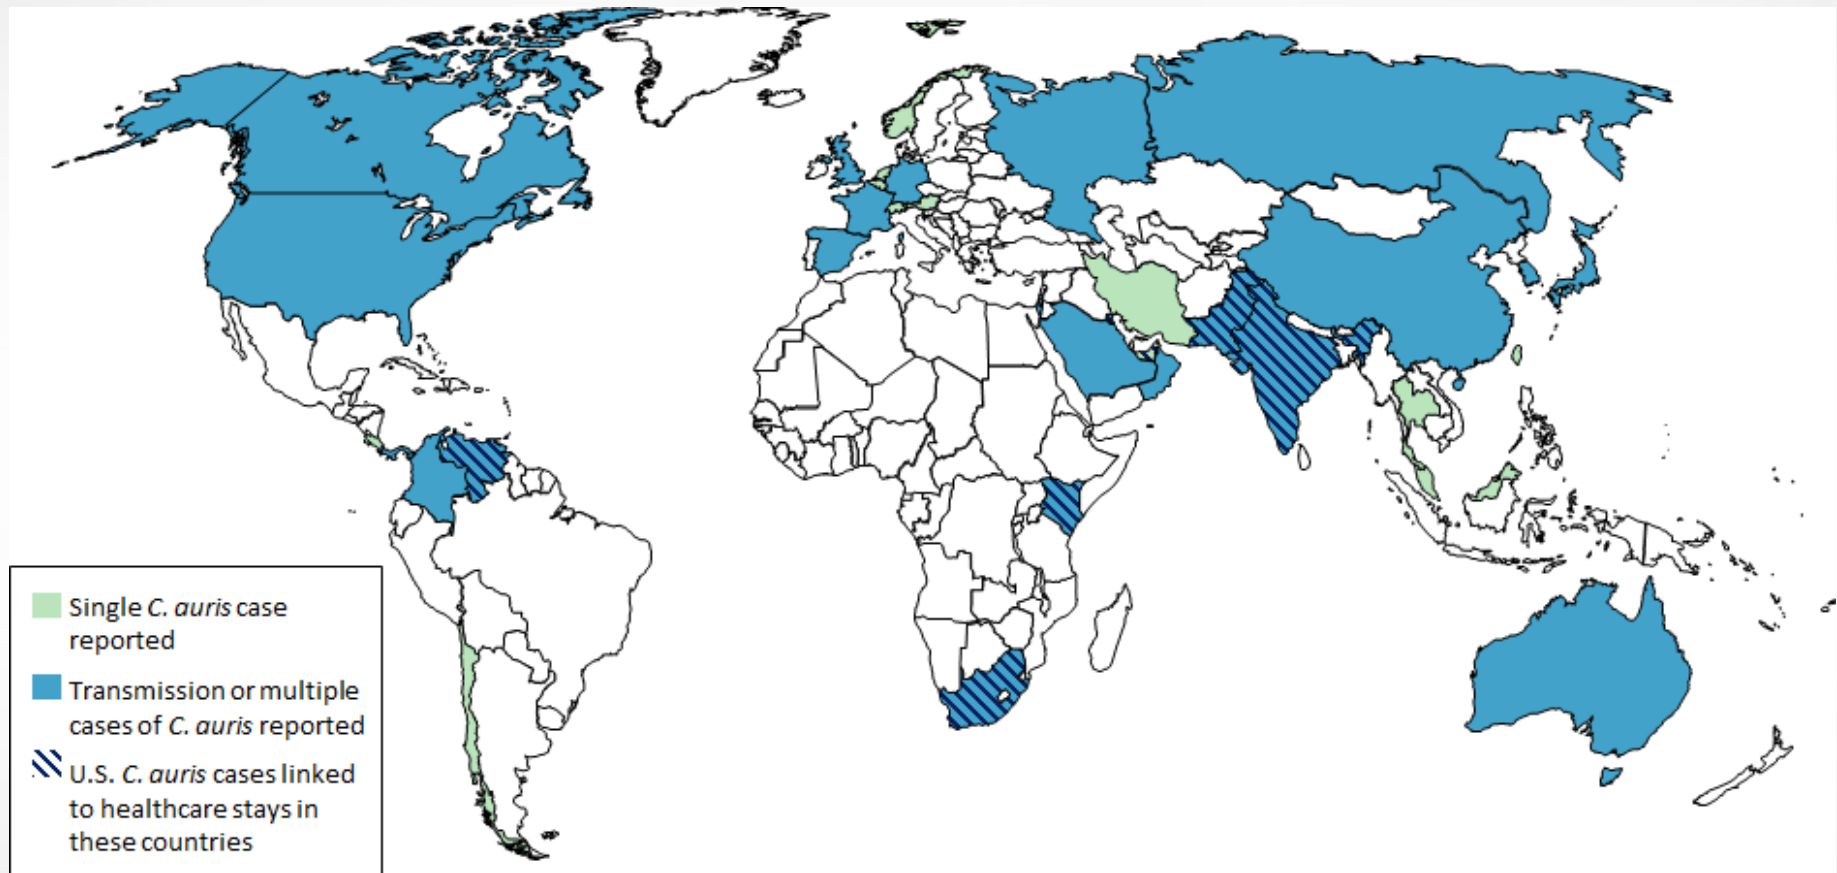 Single C. auris case
reported
Transmission or multiple
cases of C. auris reported
U.S. C. auris cases linked
to healthcare stays in
these countries